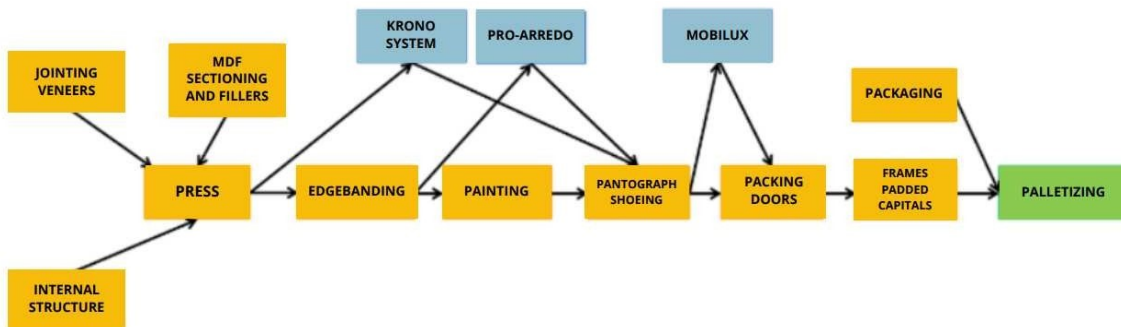 KRONO
SYSTEM
PRO-ARREDO
MOBILUX
JOINTING
VENEERS
MDF
SECTIONING
AND FILLERS
PACKAGING
PRESS
EDGEBANDING
PAINTING
PANTOGRAPH
SHOEING
PACKING
DOORS
FRAMES
PADDED
CAPITALS
PALLETIZING
INTERNAL
STRUCTURE